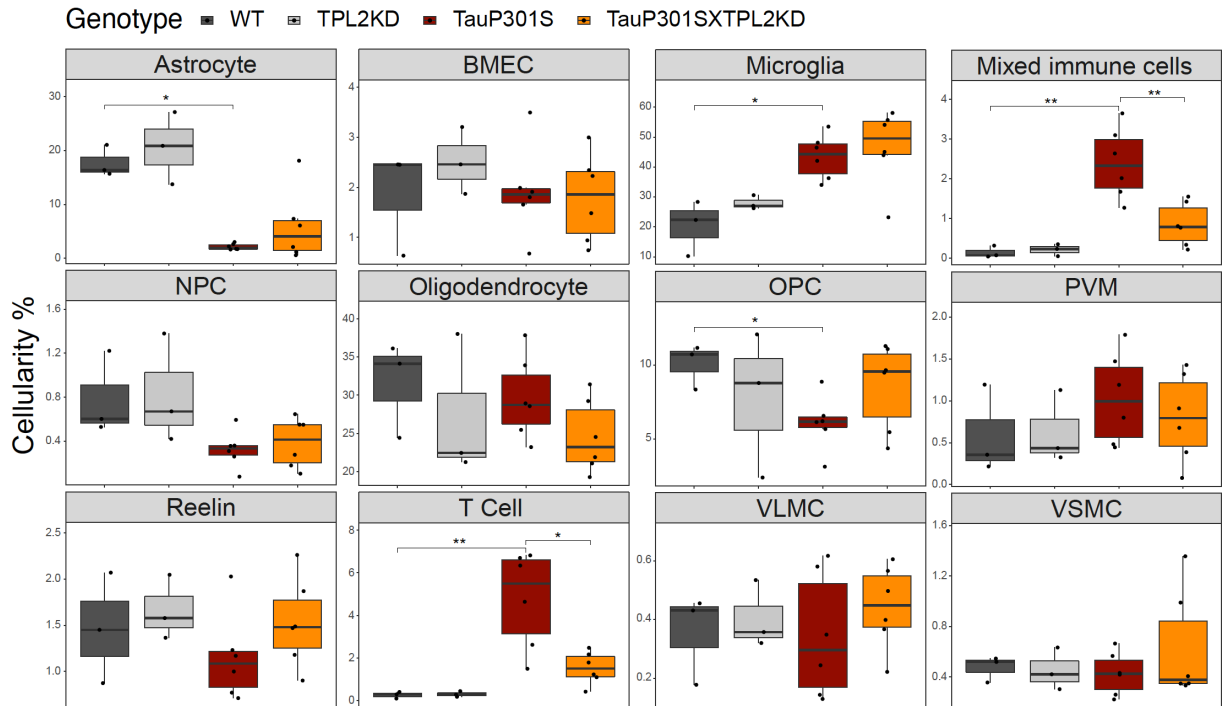 Genotype WT TPL2KD TauP301S TauP301SXTPL2KD
Cellularity %
Astrocyte BMEC Microglia Mixed immune cells
30 20 10 0
*
4 3 2 1
60 50 40 30 20 10
*
4 3 2 1 0
** **
NPC Oligodendrocyte OPC PVM
1.6 1.2 0.8 0.4
40 35 30 25 20
10 5
*
2.0 1.5 1.0 0.5 0.0
Reelin T Cell VLMC VSMC
2.5 2.0 1.5 1.0
8 6 4 2 0
** *
0.6 0.4 0.2
1.6 1.2 0.8 0.4